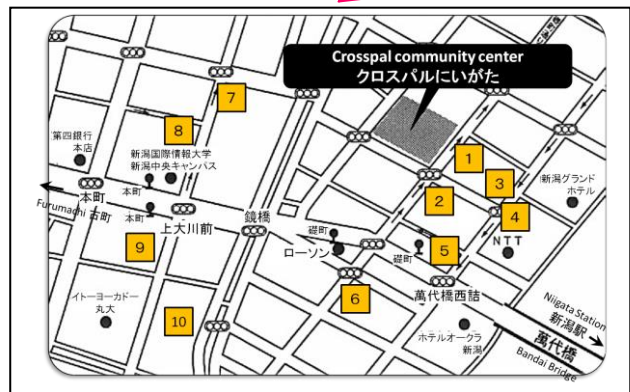 Crosspal community center
クロスパルにいがた
7
8
第四銀行
本店
新潟国際情報大学
新潟中央キャンパス
1
3
新潟グランド
ホテル
2
4
本町
本町
Furumachi 古町
本町
上大川前
鏡橋
礎町
ローソン
礎町
5
NTT
9
6
萬代橋西詰
Niigata Station
新潟駅
イトーヨーカドー
丸大
10
ホテルオークラ
新潟
萬代橋
Bandai Bridge